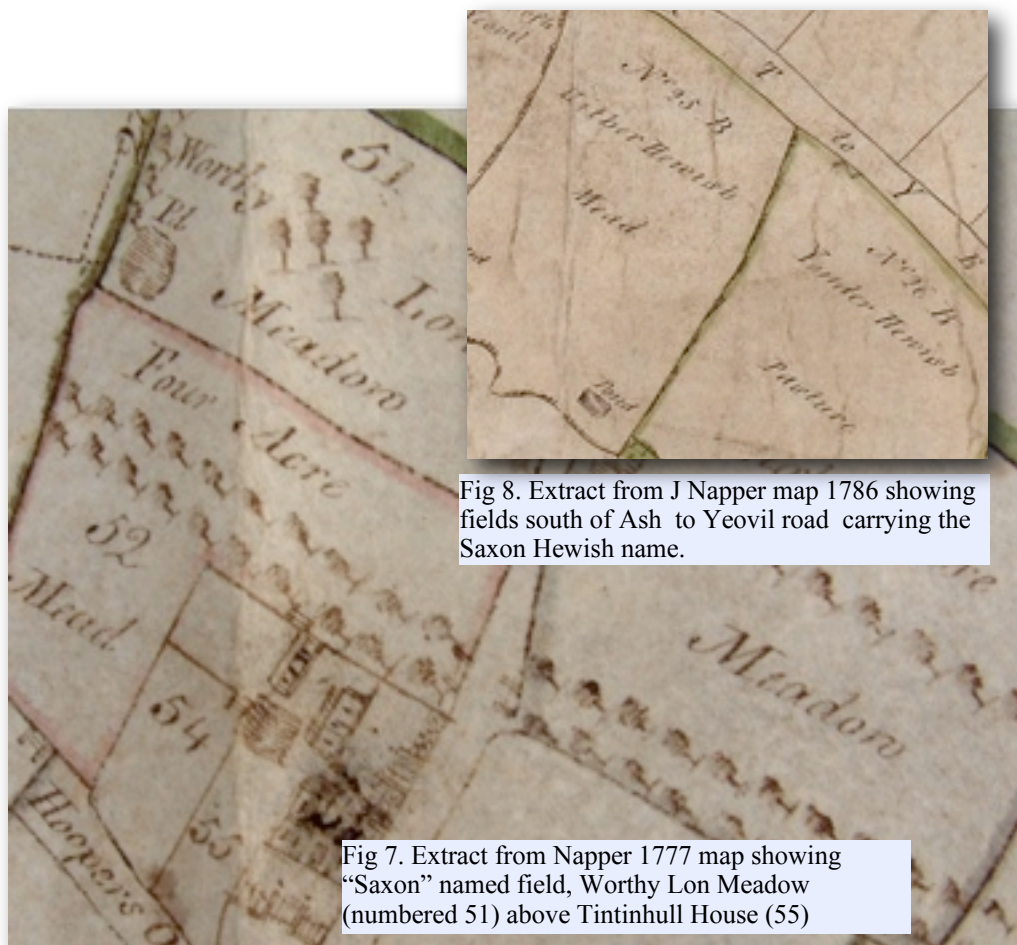 51
Worthy
Lon
Meadow
Four
Acre
52
Mead
54
55
Hoopers
Meadow
T
to
Y
E
Nº 25 B
Hither Hewish
Mead
Nº 26 B
Yonder Hewish
Pasture
Pond
Fig 8. Extract from J Napper map 1786 showing
fields south of Ash to Yeovil road carrying the
Saxon Hewish name.
Fig 7. Extract from Napper 1777 map showing
“Saxon” named field, Worthy Lon Meadow
(numbered 51) above Tintinhull House (55)